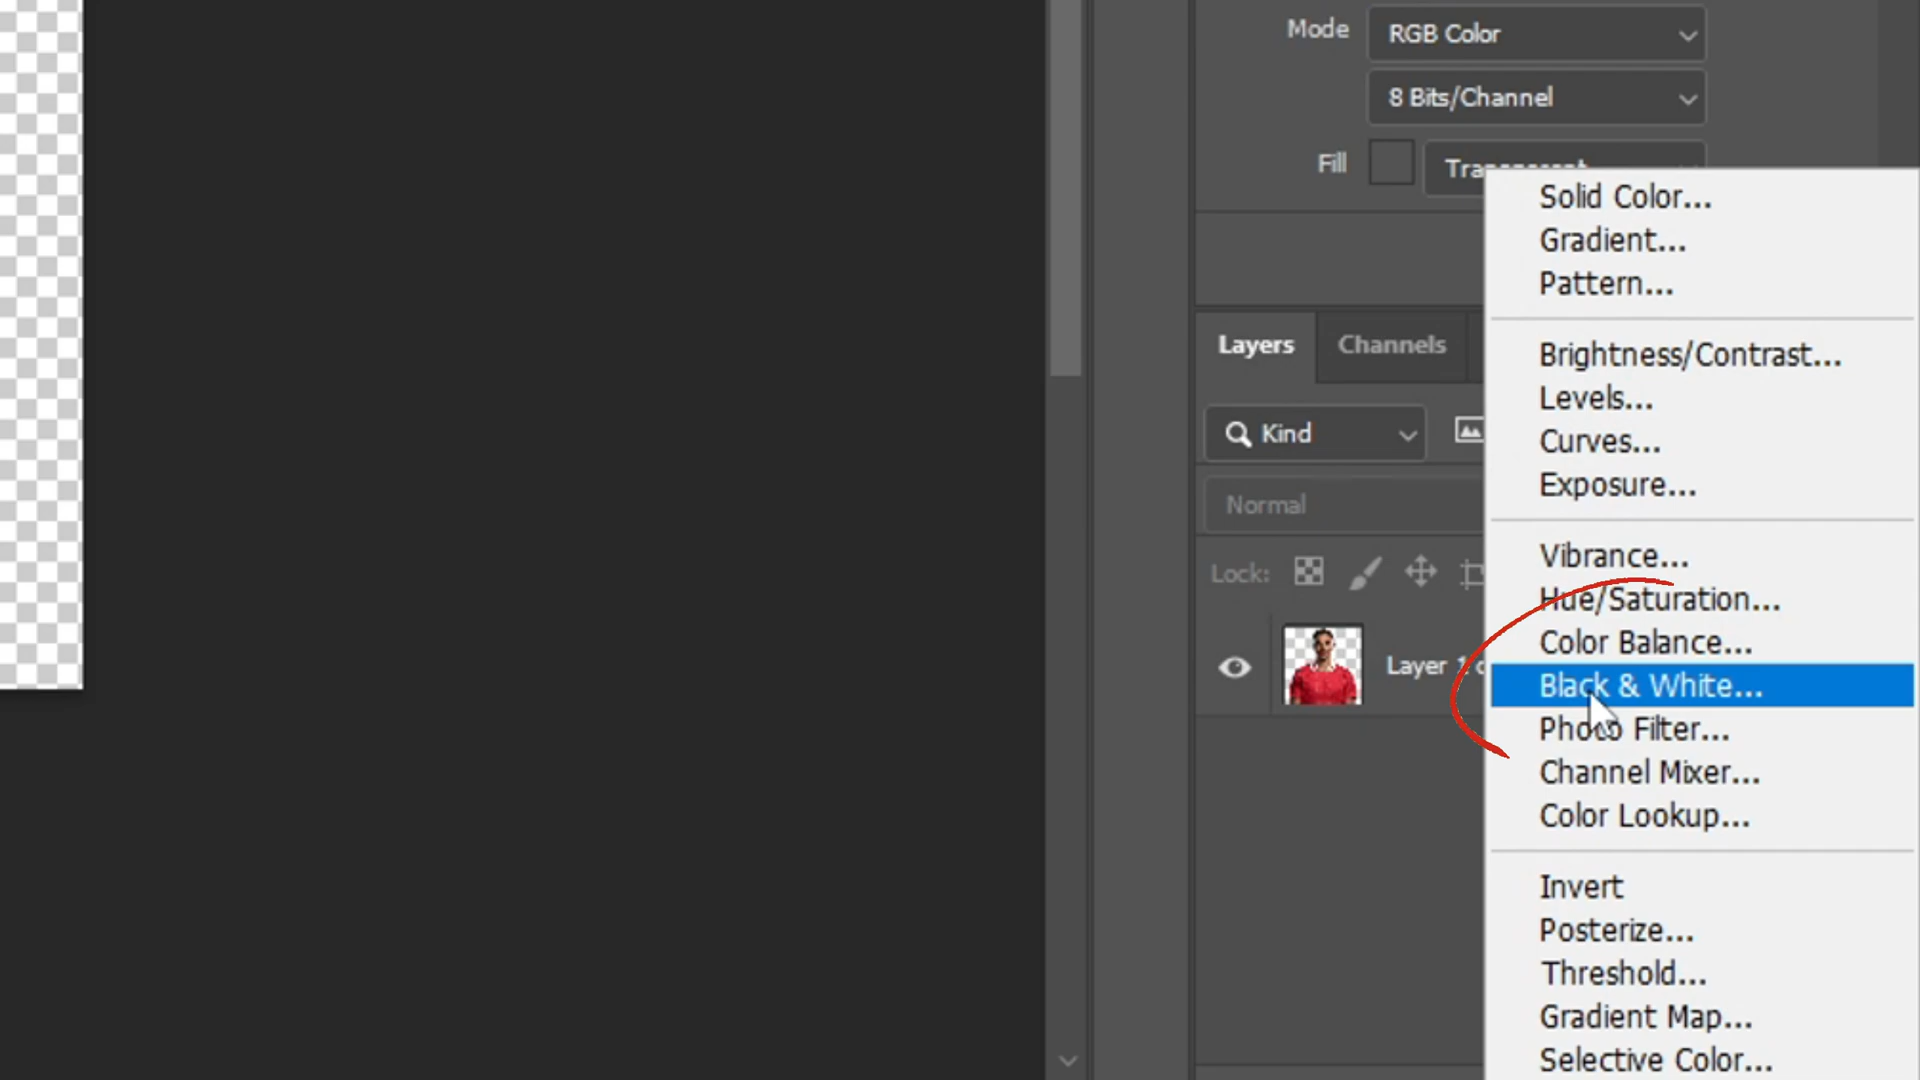 Mode
RGB Color
8 Bits/Channel
Fill
Transparent
Solid Color...
Gradient...
Pattern...
Layers
Channels
Brightness/Contrast...
Levels...
Curves...
Exposure...
Kind
Normal
Lock:
Vibrance...
Hue/Saturation...
Color Balance...
Layer 1 c
Black & White...
Photo Filter...
Channel Mixer...
Color Lookup...
Invert
Posterize...
Threshold...
Gradient Map...
Selective Color...